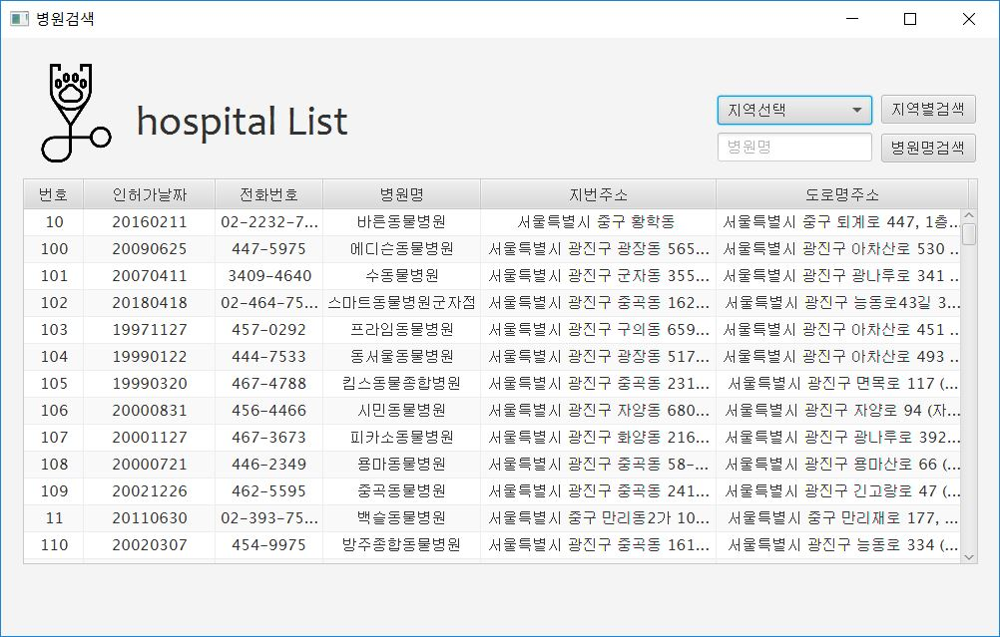 병원검색
hospital List
지역선택 지역별검색
병원명 병원명검색
번호 인허가날짜 전화번호 병원명 지번주소 도로명주소
10 20160211 02-2232-7... 바른동물병원 서울특별시 중구 황학동 서울특별시 중구 퇴계로 447, 1층...
100 20090625 447-5975 에디슨동물병원 서울특별시 광진구 광장동 565... 서울특별시 광진구 아차산로 530 ...
101 20070411 3409-4640 수동물병원 서울특별시 광진구 군자동 355... 서울특별시 광진구 광나루로 341 ...
102 20180418 02-464-75... 스마트동물병원군자점 서울특별시 광진구 중곡동 162... 서울특별시 광진구 능동로43길 3...
103 19971127 457-0292 프라임동물병원 서울특별시 광진구 구의동 659... 서울특별시 광진구 아차산로 451 ...
104 19990122 444-7533 동서울동물병원 서울특별시 광진구 광장동 517... 서울특별시 광진구 아차산로 493 ...
105 19990320 467-4788 킴스동물종합병원 서울특별시 광진구 중곡동 231... 서울특별시 광진구 면목로 117 (...
106 20000831 456-4466 시민동물병원 서울특별시 광진구 자양동 680... 서울특별시 광진구 자양로 94 (자...
107 20001127 467-3673 피카소동물병원 서울특별시 광진구 화양동 216... 서울특별시 광진구 광나루로 392...
108 20000721 446-2349 용마동물병원 서울특별시 광진구 중곡동 58-... 서울특별시 광진구 용마산로 66 (...
109 20021226 462-5595 중곡동물병원 서울특별시 광진구 중곡동 241... 서울특별시 광진구 긴고랑로 47 (...
11 20110630 02-393-75... 백슬동물병원 서울특별시 중구 만리동2가 10... 서울특별시 중구 만리재로 177, ...
110 20020307 454-9975 방주종합동물병원 서울특별시 광진구 중곡동 161... 서울특별시 광진구 능동로 334 (...